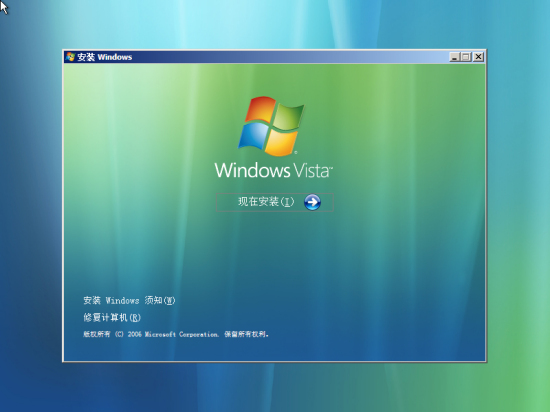 安装 Windows
Windows Vista™
现在安装(I)
安装 Windows 须知(W)
修复计算机(R)
版权所有 (C) 2006 Microsoft Corporation. 保留所有权利。